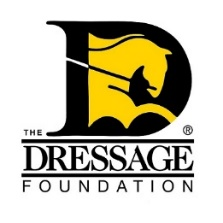 D
THE ®
DRESSAGE
FOUNDATION